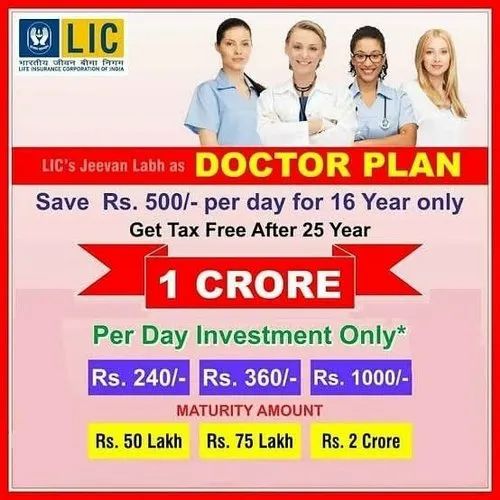 LIC
भारतीय जीवन बीमा निगम
LIFE INSURANCE CORPORATION OF INDIA
LIC's Jeevan Labh as DOCTOR PLAN
Save Rs. 500/- per day for 16 Year only
Get Tax Free After 25 Year
1 CRORE
Per Day Investment Only*
Rs. 240/- Rs. 360/- Rs. 1000/-
MATURITY AMOUNT
Rs. 50 Lakh Rs. 75 Lakh Rs. 2 Crore